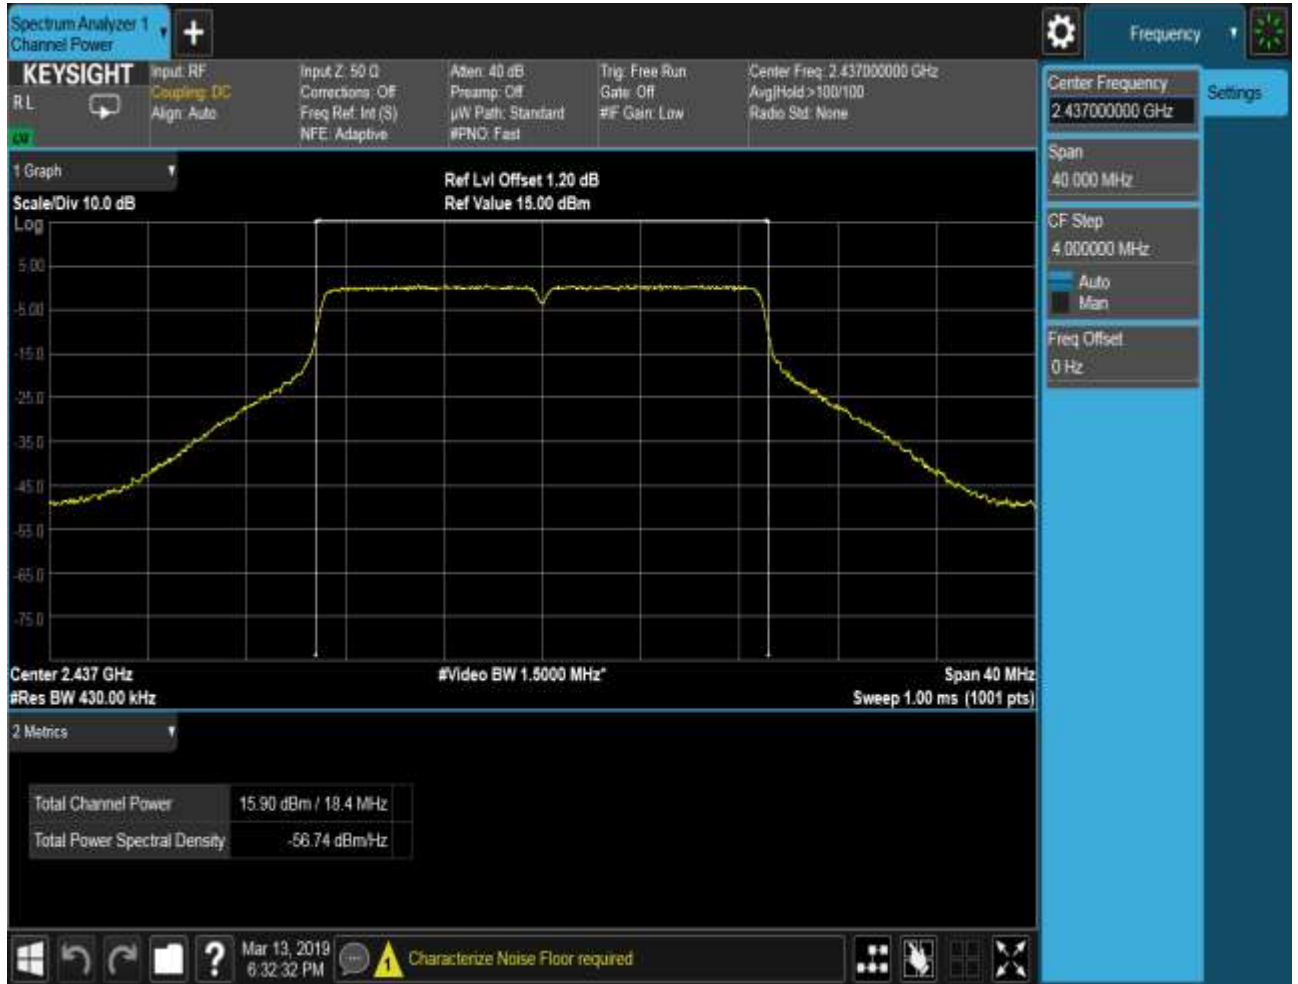 Spectrum Analyzer 1
Channel Power
Frequency
KEYSIGHT
RL
Input: RF
Coupling: DC
Align: Auto
Input Z: 50 Ω
Corrections: Off
Freq Ref: Int (S)
NFE: Adaptive
Atten: 40 dB
Preamp: Off
µW Path: Standard
#PNO: Fast
Trig: Free Run
Gate: Off
#IF Gain: Low
Center Freq: 2.437000000 GHz
Avg|Hold:>100/100
Radio Std: None
Center Frequency
2.437000000 GHz
Settings
Span
40.000 MHz
CF Step
4.000000 MHz
Auto
Man
Freq Offset
0 Hz
1 Graph
Scale/Div 10.0 dB
Ref Lvl Offset 1.20 dB
Ref Value 15.00 dBm
Log
5.00
-5.00
-15.0
-25.0
-35.0
-45.0
-55.0
-65.0
-75.0
Center 2.437 GHz
#Video BW 1.5000 MHz*
Span 40 MHz
#Res BW 430.00 kHz
Sweep 1.00 ms (1001 pts)
2 Metrics
Total Channel Power
15.90 dBm / 18.4 MHz
Total Power Spectral Density
-56.74 dBm/Hz
?
Mar 13, 2019
6:32:32 PM
1
Characterize Noise Floor required